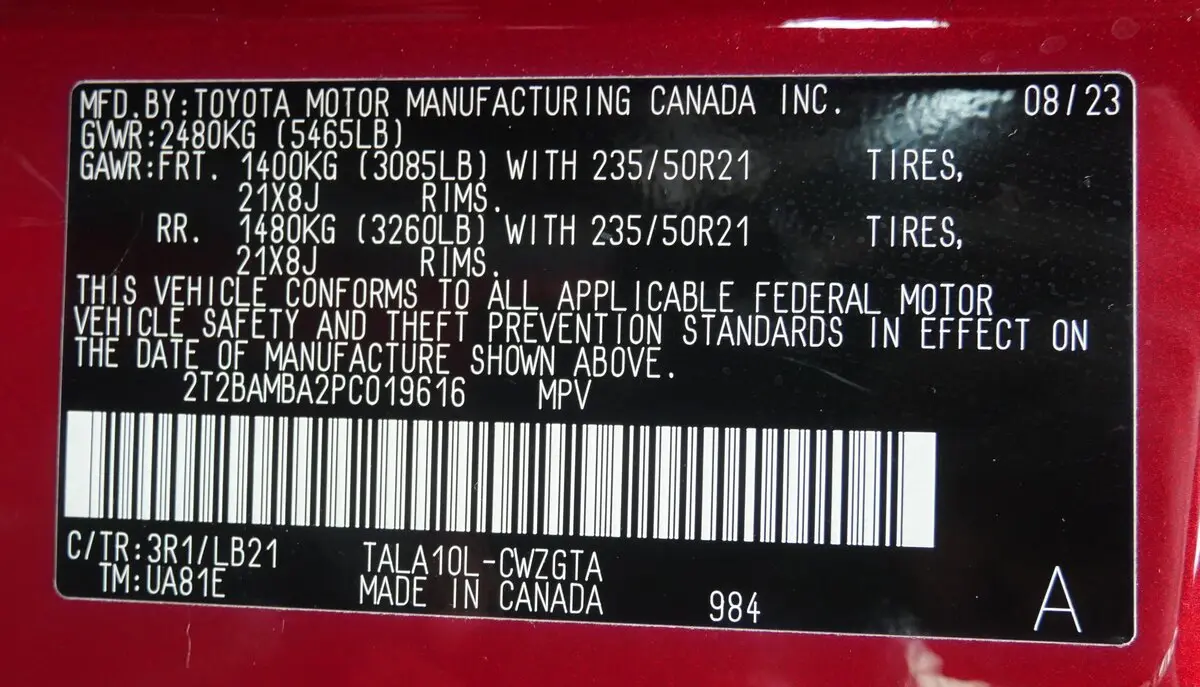 MFD.BY:TOYOTA MOTOR MANUFACTURING CANADA INC. 08/23
GVWR:2480KG (5465LB)
GAWR:FRT. 1400KG (3085LB) WITH 235/50R21 TIRES,
21X8J RIMS.
RR. 1480KG (3260LB) WITH 235/50R21 TIRES,
21X8J RIMS.
THIS VEHICLE CONFORMS TO ALL APPLICABLE FEDERAL MOTOR
VEHICLE SAFETY AND THEFT PREVENTION STANDARDS IN EFFECT ON
THE DATE OF MANUFACTURE SHOWN ABOVE.
2T2BAMBA2PC019616 MPV
C/TR:3R1/LB21 TALA10L-CWZGTA
TM:UA81E MADE IN CANADA 984 A